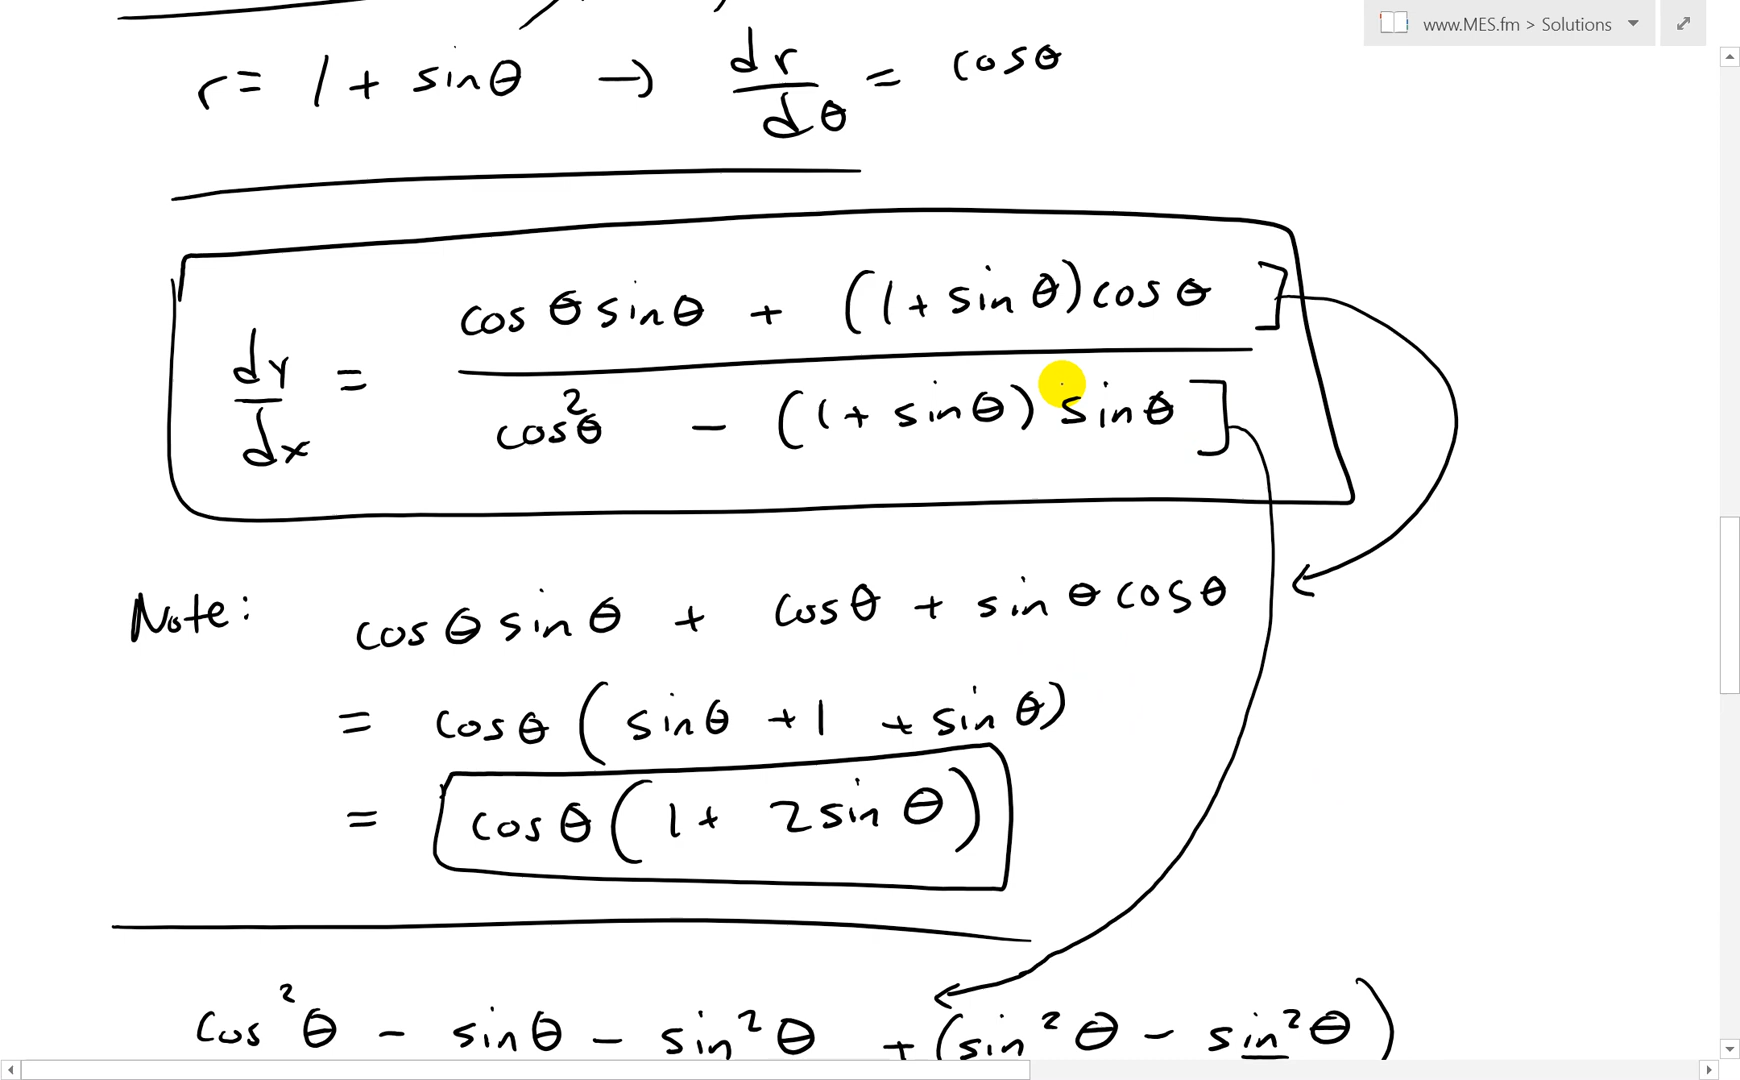 www.MES.fm > Solutions
r = 1 + sinθ → dr/dθ = cosθ
dy/dx = [cosθ sinθ + (1 + sinθ)cosθ] / [cos²θ − (1 + sinθ) sinθ]
Note: cosθ sinθ + cosθ + sinθ cosθ
= cosθ (sinθ + 1 + sinθ)
= cosθ (1 + 2sinθ)
cos²θ − sinθ − sin²θ + (sin²θ − sin²θ)